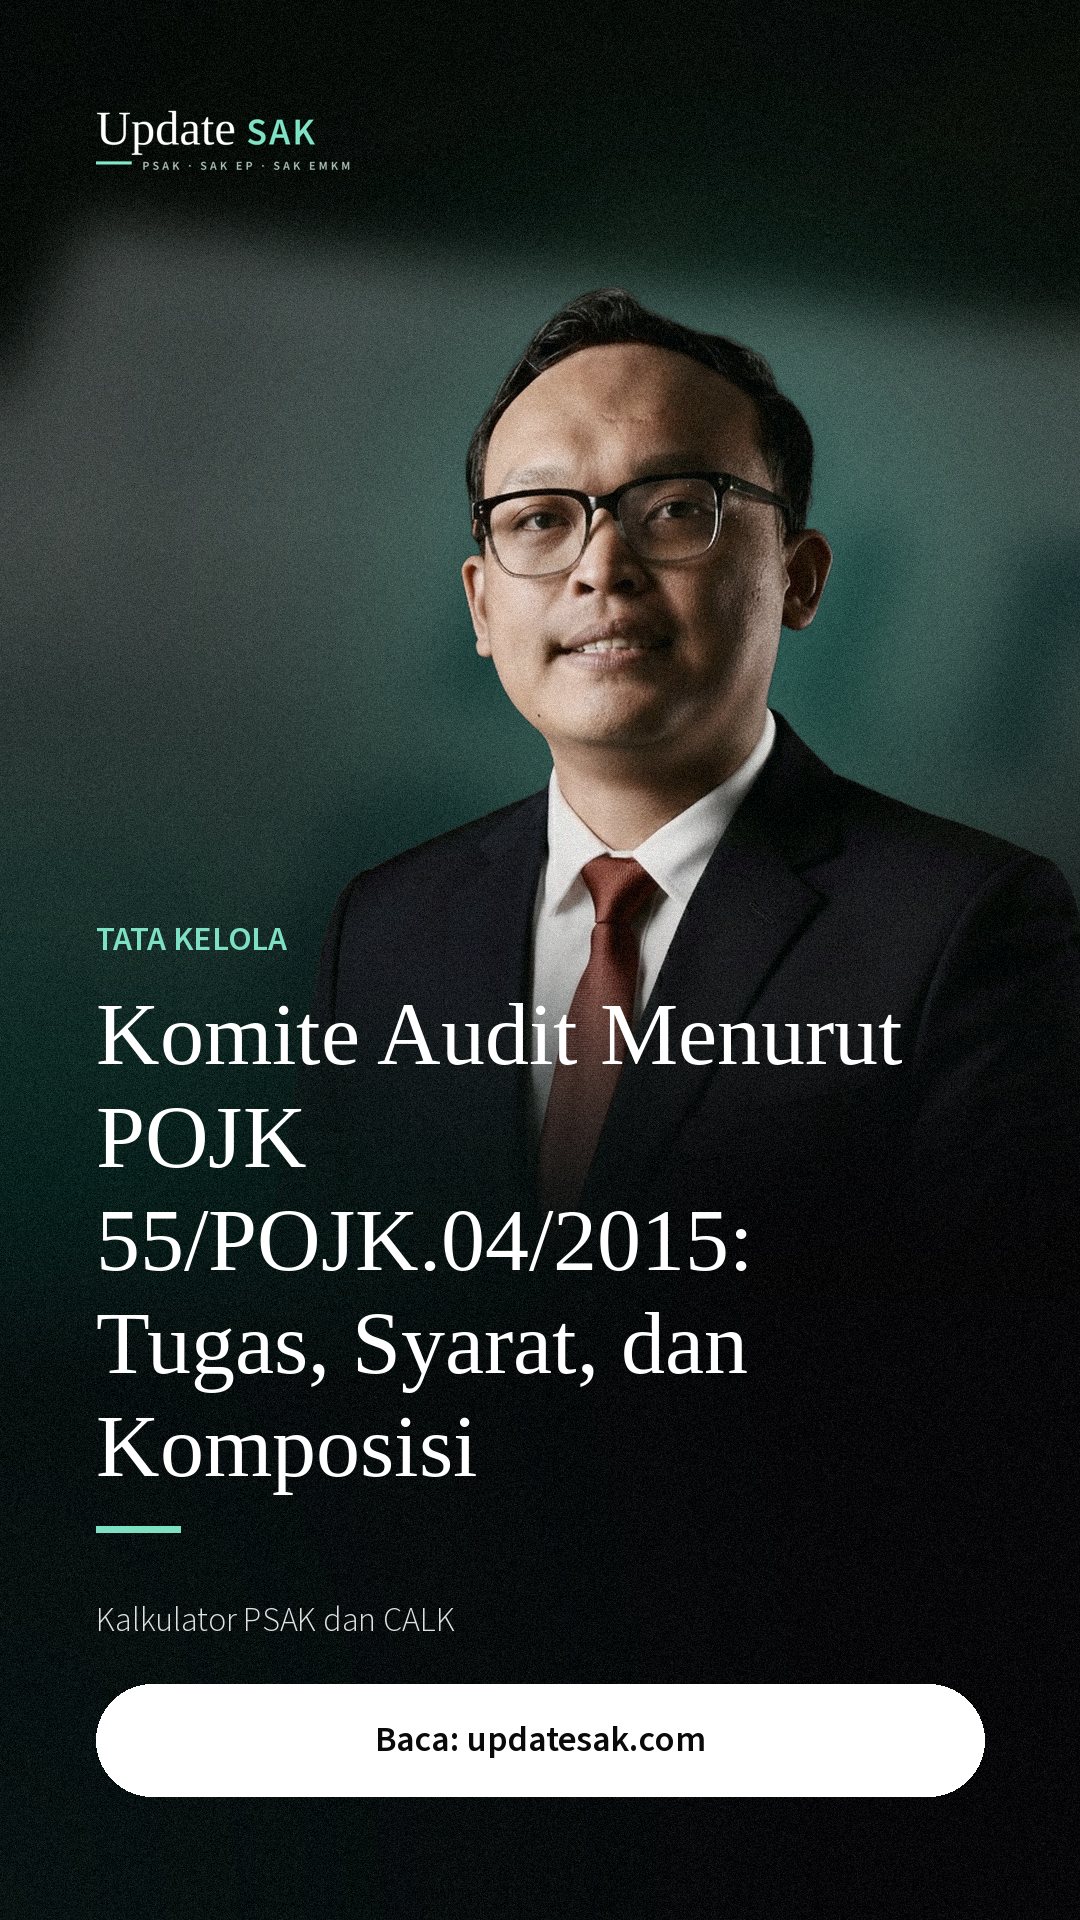 Update SAK
PSAK · SAK EP · SAK EMKM
TATA KELOLA
Komite Audit Menurut
POJK
55/POJK.04/2015:
Tugas, Syarat, dan
Komposisi
Kalkulator PSAK dan CALK
Baca: updatesak.com